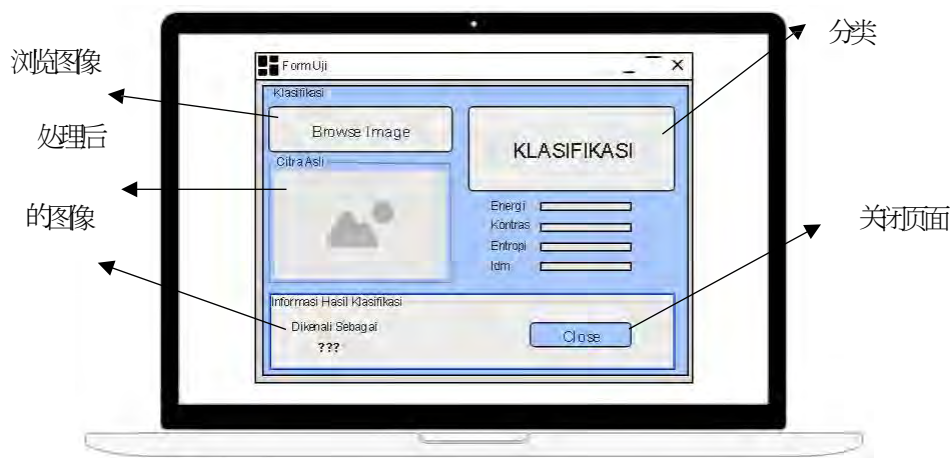 分类
浏览图像
FormUji
Klasifikasi
Browse Image
KLASIFIKASI
处理后
Citra Asli
的图像
Energi
Kontras
Entropi
Idm
关闭页面
Informasi Hasil Klasifikasi
Dikenali Sebagai
???
Close